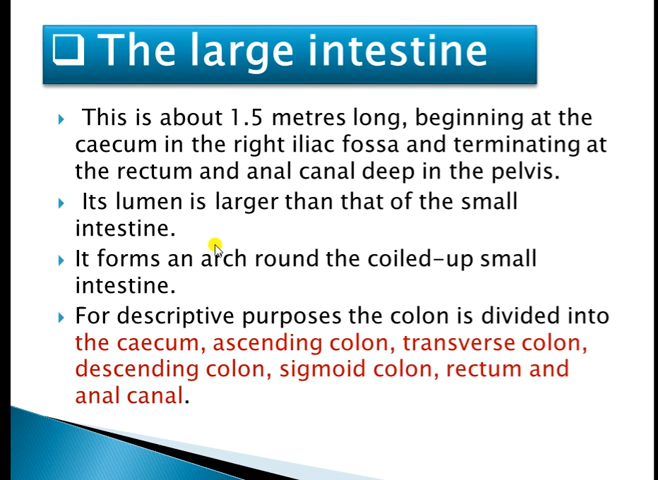 The large intestine
This is about 1.5 metres long, beginning at the
caecum in the right iliac fossa and terminating at
the rectum and anal canal deep in the pelvis.
Its lumen is larger than that of the small
intestine.
It forms an arch round the coiled-up small
intestine.
For descriptive purposes the colon is divided into
the caecum, ascending colon, transverse colon,
descending colon, sigmoid colon, rectum and
anal canal.